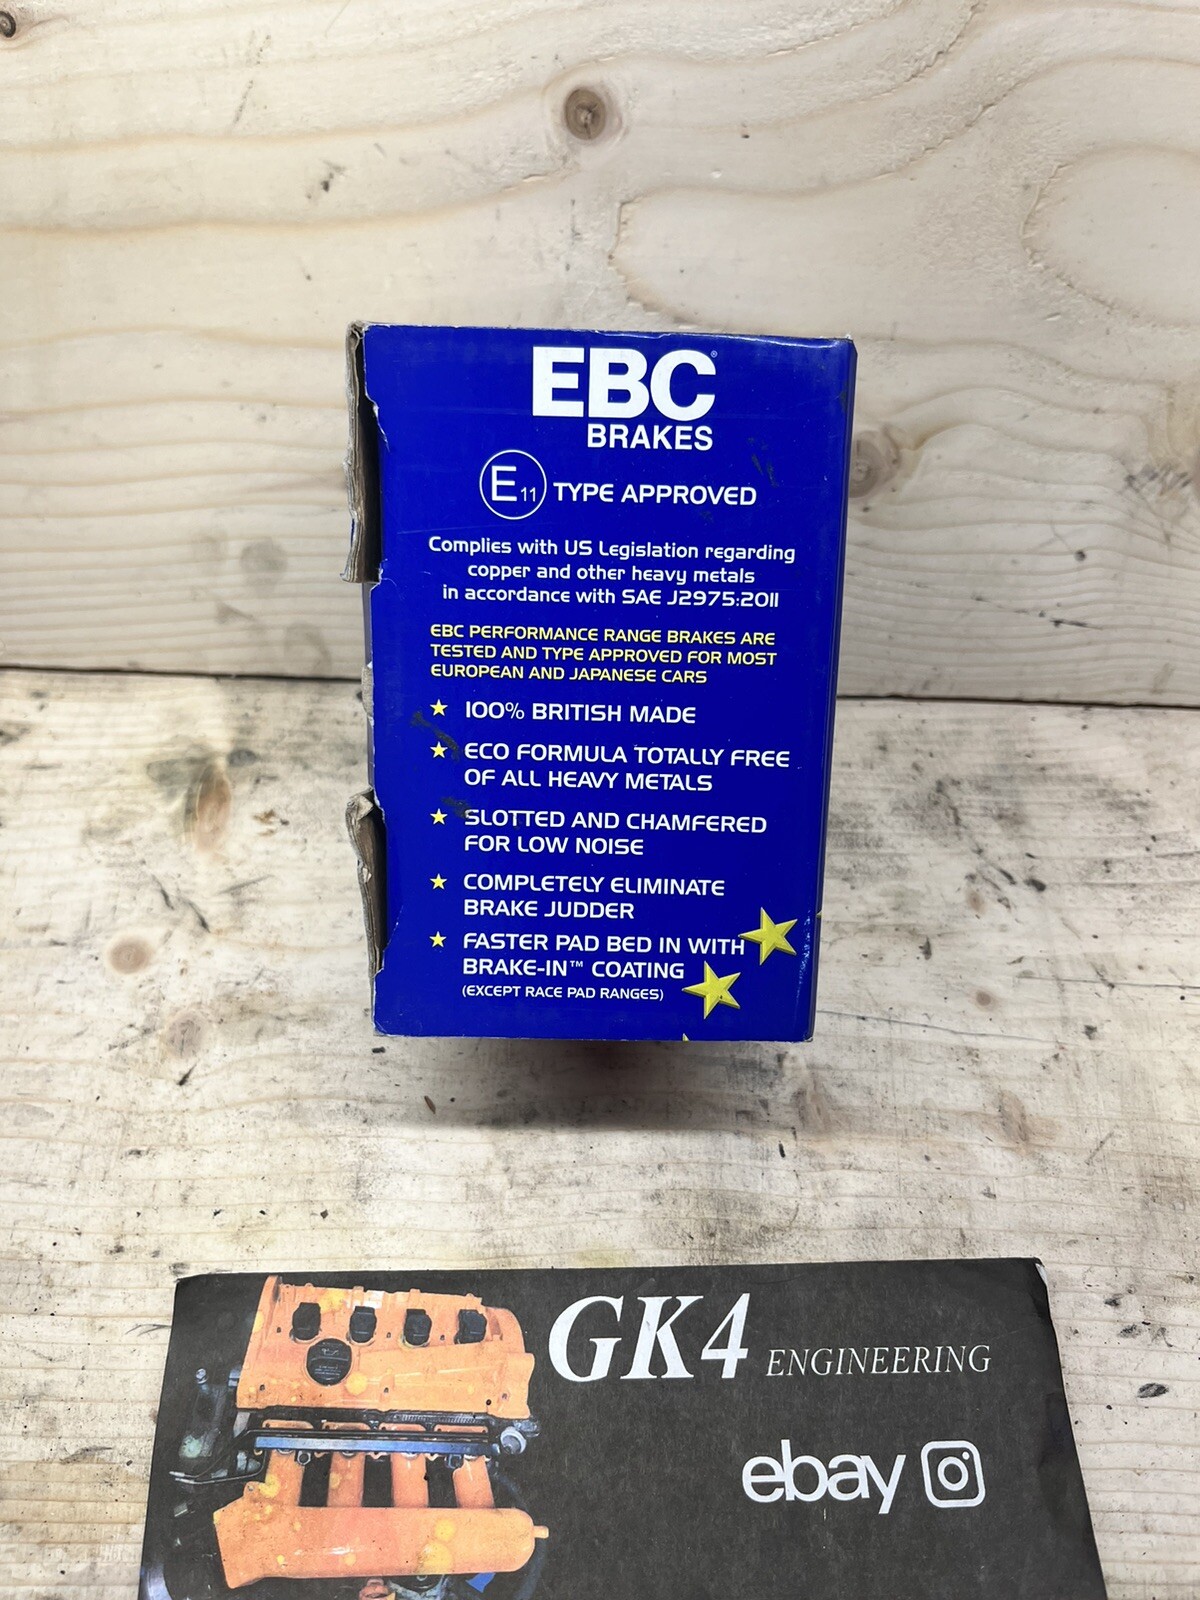 EBC®
BRAKES
E11 TYPE APPROVED
Complies with US Legislation regarding
copper and other heavy metals
in accordance with SAE J2975:2011
EBC PERFORMANCE RANGE BRAKES ARE
TESTED AND TYPE APPROVED FOR MOST
EUROPEAN AND JAPANESE CARS
★ 100% BRITISH MADE
★ ECO FORMULA TOTALLY FREE
OF ALL HEAVY METALS
★ SLOTTED AND CHAMFERED
FOR LOW NOISE
★ COMPLETELY ELIMINATE
BRAKE JUDDER
★ FASTER PAD BED IN WITH
BRAKE-IN™ COATING
(EXCEPT RACE PAD RANGES)
GK4 ENGINEERING
ebay